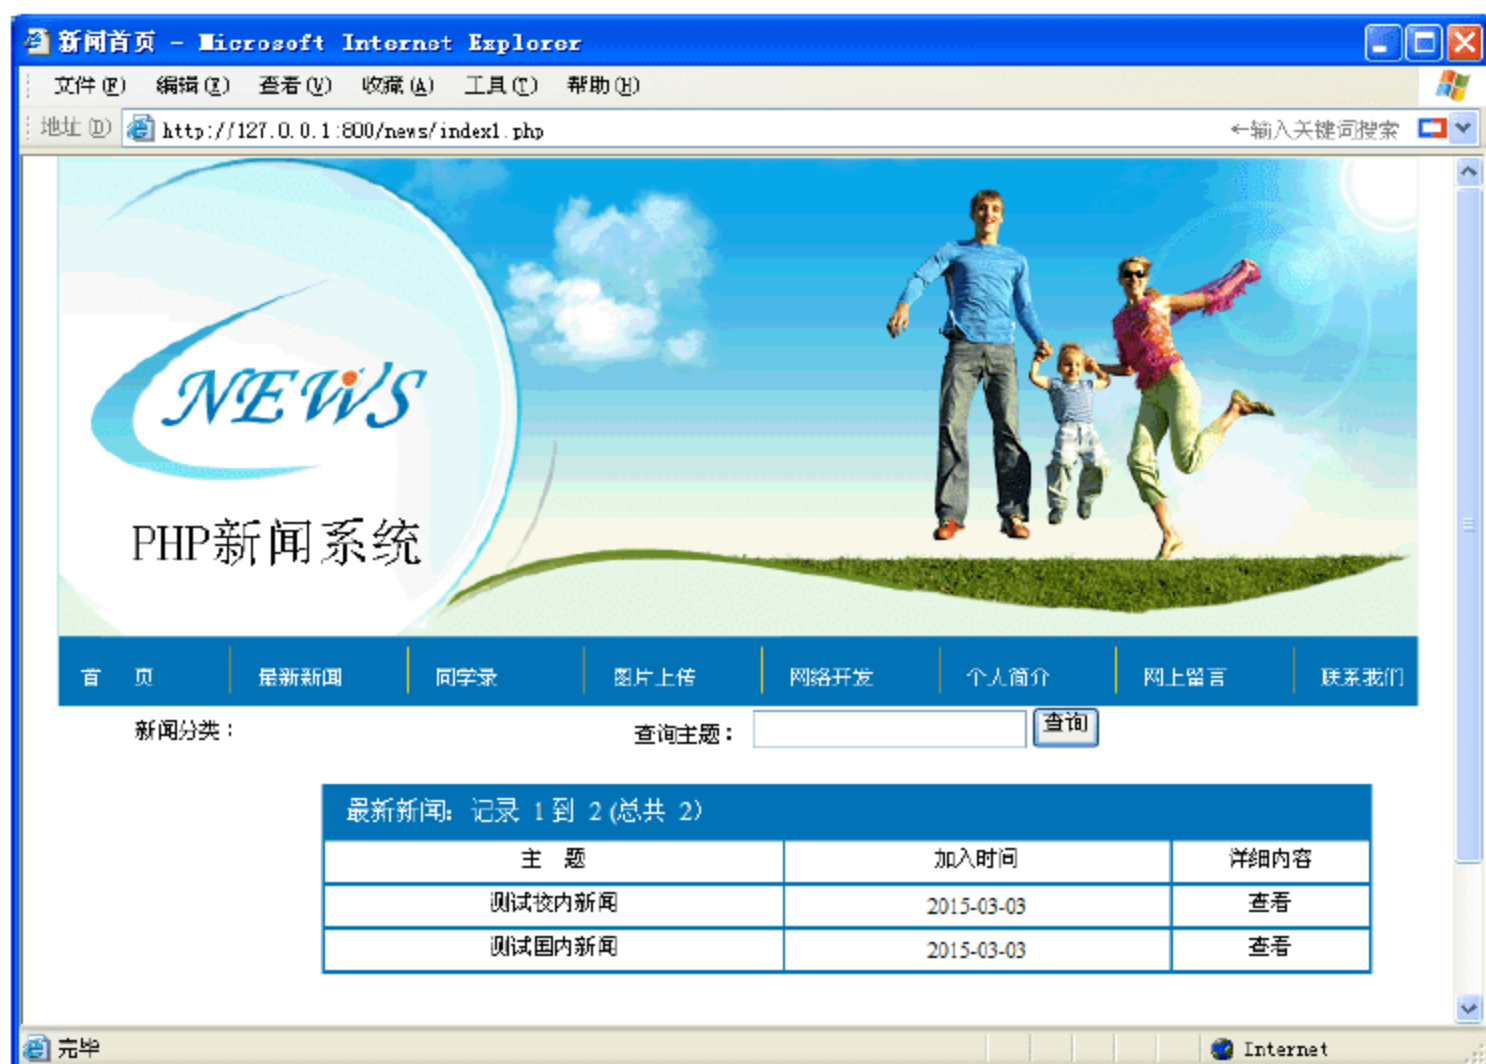 新闻首页 - Microsoft Internet Explorer
文件(F) 编辑(E) 查看(V) 收藏(A) 工具(T) 帮助(H)
地址(D) http://127.0.0.1:800/news/index1.php ←输入关键词搜索
NEWS
PHP新闻系统
首 页 最新新闻 同学录 图片上传 网络开发 个人简介 网上留言 联系我们
新闻分类： 查询主题： 查询
最新新闻: 记录 1 到 2 (总共 2)
主 题 加入时间 详细内容
测试校内新闻 2015-03-03 查看
测试国内新闻 2015-03-03 查看
完毕 Internet